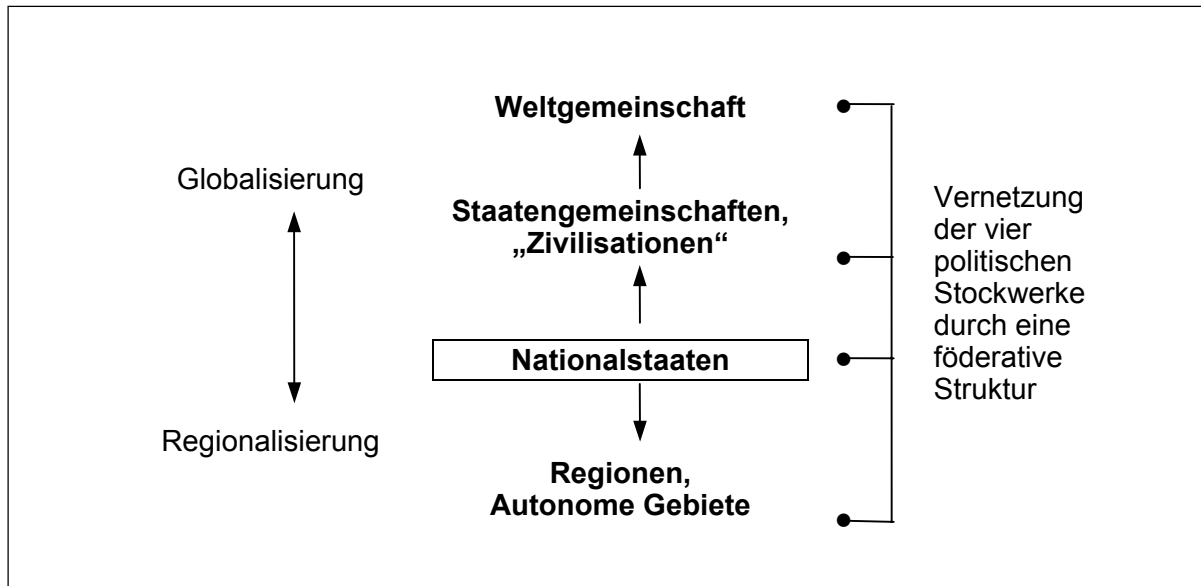 Weltgemeinschaft
Globalisierung
Staatengemeinschaften,
„Zivilisationen“
Nationalstaaten
Regionalisierung
Regionen,
Autonome Gebiete
Vernetzung
der vier
politischen
Stockwerke
durch eine
föderative
Struktur